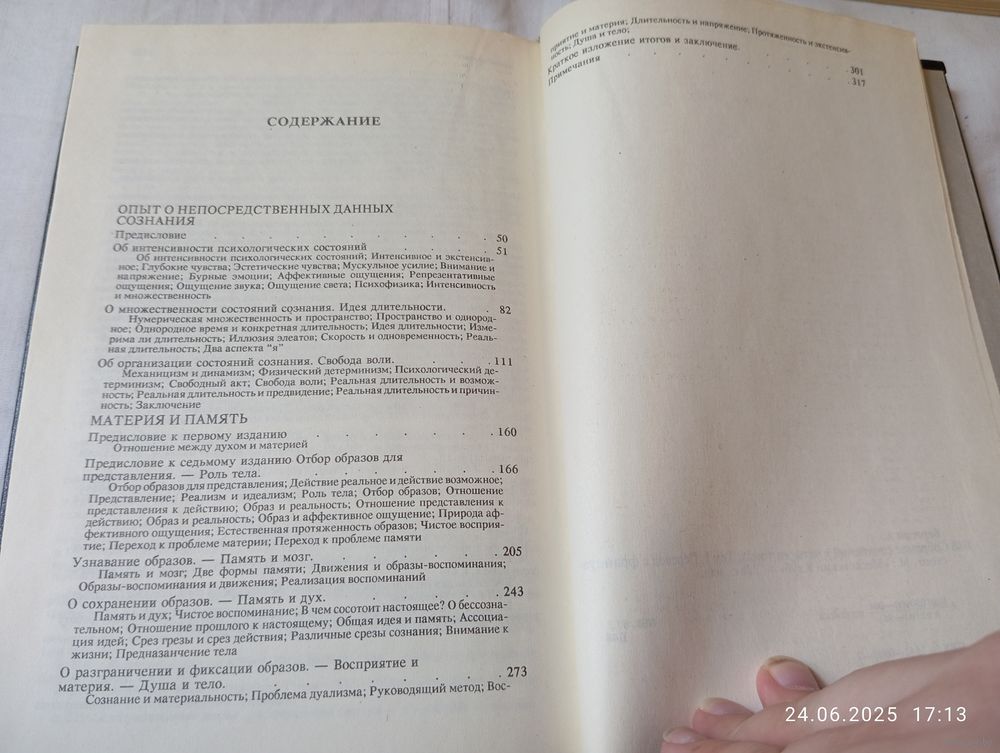 СОДЕРЖАНИЕ
ОПЫТ О НЕПОСРЕДСТВЕННЫХ ДАННЫХ
СОЗНАНИЯ
Предисловие . . . . . . . . . . . 50
Об интенсивности психологических состояний . . . . 51
Об интенсивности психологических состояний; Интенсивное и экстенсив-
ное; Глубокие чувства; Эстетические чувства; Мускульное усилие; Внимание и
напряжение; Бурные эмоции; Аффективные ощущения; Репрезентативные
ощущения; Ощущение звука; Ощущение света; Психофизика; Интенсивность
и множественность
О множественности состояний сознания. Идея длительности. . . 82
Нумерическая множественность и пространство; Пространство и однород-
ное; Однородное время и конкретная длительность; Идея длительности; Изме-
рима ли длительность; Иллюзия элеатов; Скорость и одновременность; Реаль-
ная длительность; Два аспекта "я"
Об организации состояний сознания. Свобода воли. . . . . 111
Механицизм и динамизм; Физический детерминизм; Психологический де-
терминизм; Свободный акт; Свобода воли; Реальная длительность и возмож-
ность; Реальная длительность и предвидение; Реальная длительность и причин-
ность; Заключение
МАТЕРИЯ И ПАМЯТЬ
Предисловие к первому изданию . . . . . . 160
Отношение между духом и материей
Предисловие к седьмому изданию Отбор образов для
представления. — Роль тела. . . . . . . 166
Отбор образов для представления; Действие реальное и действие возможное;
Представление; Реализм и идеализм; Роль тела; Отбор образов; Отношение
представления к действию; Образ и реальность; Отношение представления к
действию; Образ и реальность; Образ и аффективное ощущение; Природа аф-
фективного ощущения; Естественная протяженность образов; Чистое восприя-
тие; Переход к проблеме материи; Переход к проблеме памяти
Узнавание образов. — Память и мозг. . . . . . 205
Память и мозг; Две формы памяти; Движения и образы-воспоминания;
Образы-воспоминания и движения; Реализация воспоминаний
О сохранении образов. — Память и дух. . . . . . 243
Память и дух; Чистое воспоминание; В чем сосотоит настоящее? О бессозна-
тельном; Отношение прошлого к настоящему; Общая идея и память; Ассоциа-
ция идей; Срез грезы и срез действия; Различные срезы сознания; Внимание к
жизни; Предназанчение тела
О разграничении и фиксации образов. — Восприятие и
материя. — Душа и тело. . . . . . . . 273
Сознание и материальность; Проблема дуализма; Руководящий метод; Вос-
приятие и материя; Длительность и напряжение; Протяженность и экстенсив-
ность; Душа и тело;
Краткое изложение итогов и заключение. . . . . . 301
Примечания . . . . . . . . . 317
24.06.2025 17:13